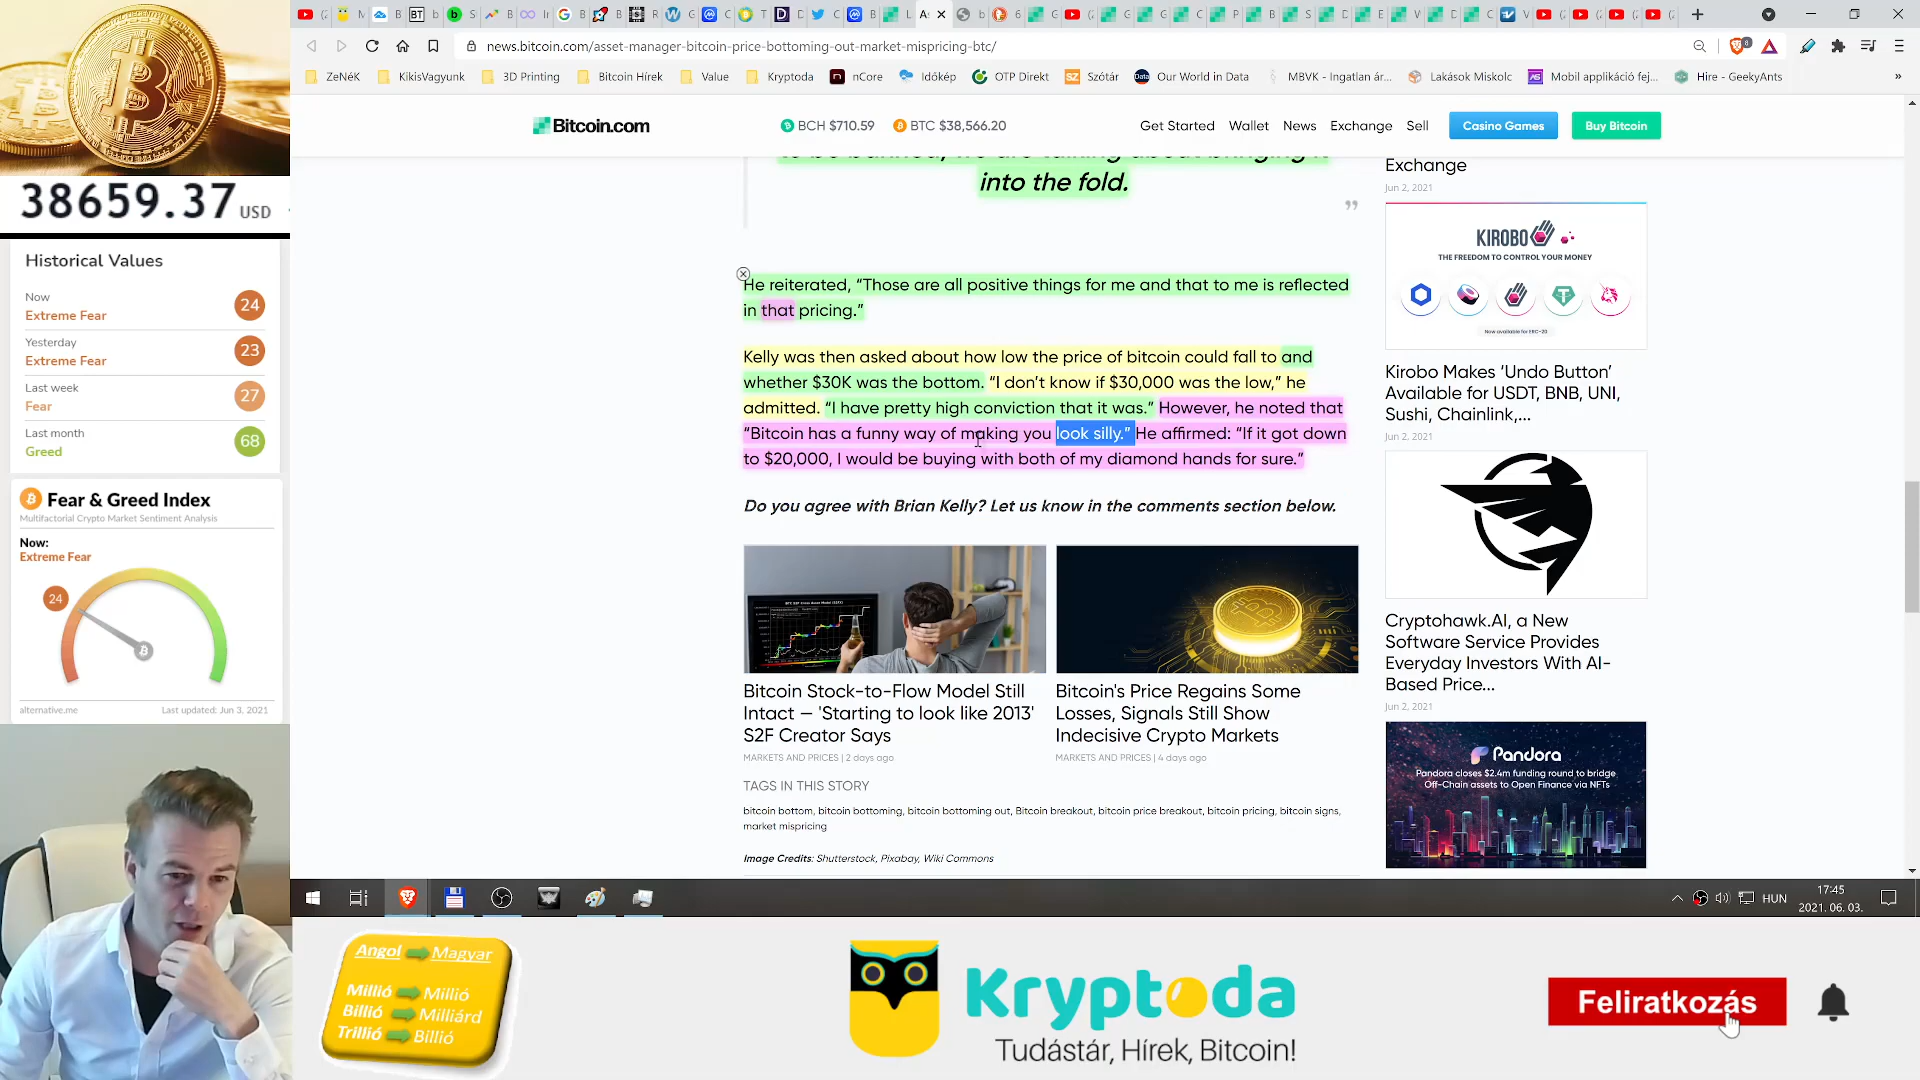 38659.37 USD
Historical Values
Now
Extreme Fear
24
Yesterday
Extreme Fear
23
Last week
Fear
27
Last month
Greed
68
Fear & Greed Index
Multifactorial Crypto Market Sentiment Analysis
Now:
Extreme Fear
24
alternative.me
Last updated: Jun 3, 2021
news.bitcoin.com/asset-manager-bitcoin-price-bottoming-out-market-mispricing-btc/
ZeNéK
KikisVagyunk
3D Printing
Bitcoin Hírek
Value
Kryptoda
nCore
Időkép
OTP Direkt
Szótár
Our World in Data
MBVK - Ingatlan ár...
Lakások Miskolc
Mobil applikáció fej...
Hire - GeekyAnts
Bitcoin.com
BCH $710.59
BTC $38,566.20
Get Started
Wallet
News
Exchange
Sell
Casino Games
Buy Bitcoin
to be banned, we are talking about bringing it
into the fold.
”
He reiterated, “Those are all positive things for me and that to me is reflected
in that pricing.”
Kelly was then asked about how low the price of bitcoin could fall to and
whether $30K was the bottom. “I don’t know if $30,000 was the low,” he
admitted. “I have pretty high conviction that it was.” However, he noted that
“Bitcoin has a funny way of making you look silly.” He affirmed: “If it got down
to $20,000, I would be buying with both of my diamond hands for sure.”
Do you agree with Brian Kelly? Let us know in the comments section below.
Bitcoin Stock-to-Flow Model Still
Intact — 'Starting to look like 2013'
S2F Creator Says
MARKETS AND PRICES | 2 days ago
Bitcoin's Price Regains Some
Losses, Signals Still Show
Indecisive Crypto Markets
MARKETS AND PRICES | 4 days ago
TAGS IN THIS STORY
bitcoin bottom, bitcoin bottoming, bitcoin bottoming out, Bitcoin breakout, bitcoin price breakout, bitcoin pricing, bitcoin signs,
market mispricing
Image Credits: Shutterstock, Pixabay, Wiki Commons
Exchange
Jun 2, 2021
KIROBO
THE FREEDOM TO CONTROL YOUR MONEY
Now available for ERC-20
Kirobo Makes ‘Undo Button’
Available for USDT, BNB, UNI,
Sushi, Chainlink,...
Cryptohawk.AI, a New
Software Service Provides
Everyday Investors With AI-
Based Price...
Jun 2, 2021
Pandora
Pandora closes $2.4m funding round to bridge
Off-Chain assets to Open Finance via NFTs
HUN
17:45
2021. 06. 03.
Angol Magyar
Millió Millió
Billió Milliárd
Trillió Billió
Kryptoda
Tudástár, Hírek, Bitcoin!
Feliratkozás